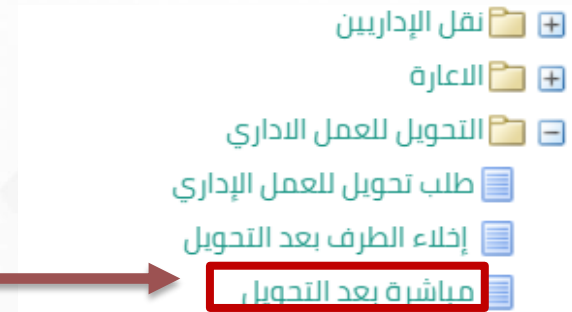 نقل الإداريين
الاعارة
التحويل للعمل الاداري
طلب تحويل للعمل الإداري
إخلاء الطرف بعد التحويل
مباشرة بعد التحويل